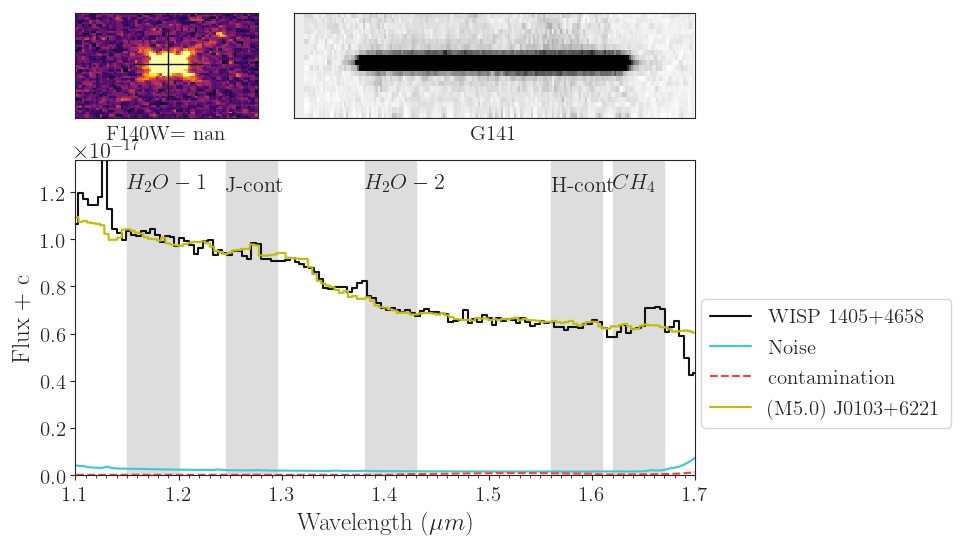 F140W= nan
G141
×10⁻¹⁷
H₂O − 1
J-cont
H₂O − 2
H-cont
CH₄
1.2
1.0
0.8
0.6
0.4
0.2
0.0
Flux + c
1.1
1.2
1.3
1.4
1.5
1.6
1.7
Wavelength (μm)
WISP 1405+4658
Noise
contamination
(M5.0) J0103+6221